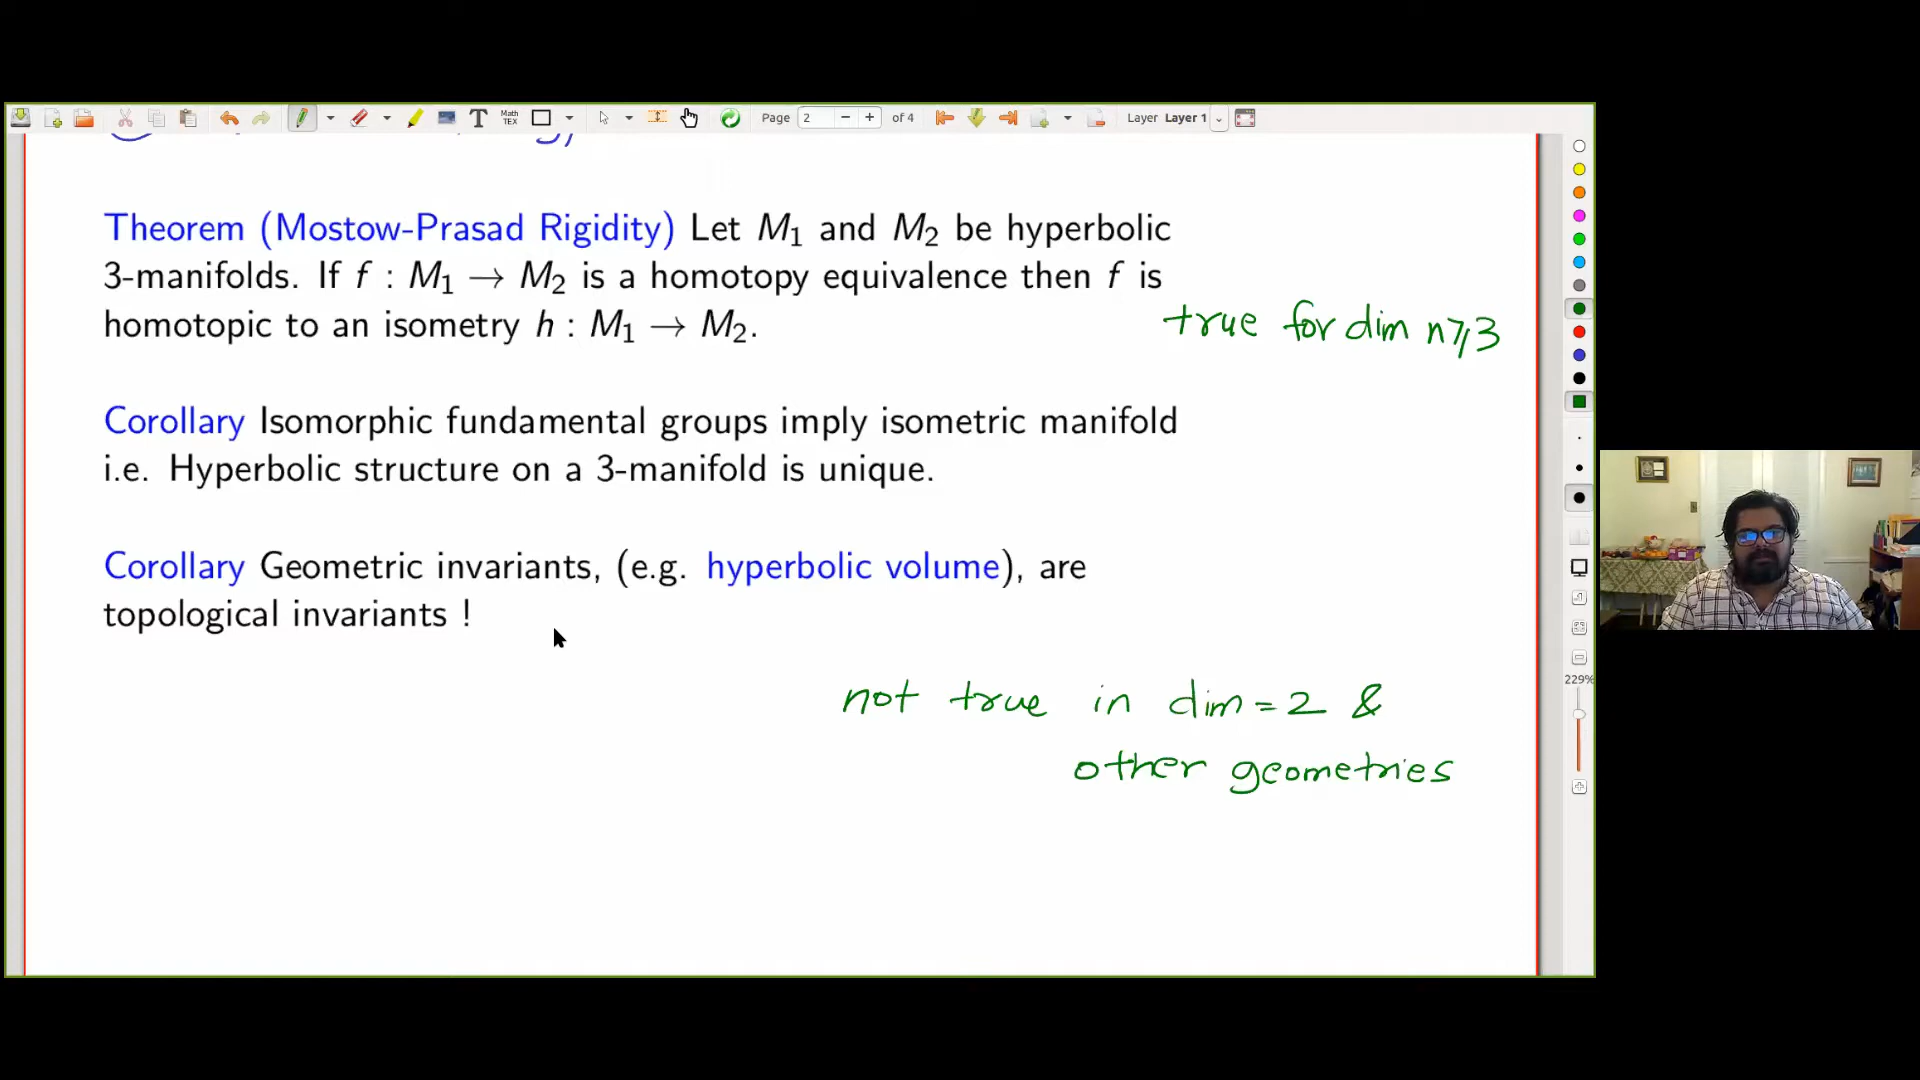 Math
TEX
Page 2 of 4 Layer Layer 1
Theorem (Mostow-Prasad Rigidity) Let M₁ and M₂ be hyperbolic
3-manifolds. If f : M₁ → M₂ is a homotopy equivalence then f is
homotopic to an isometry h : M₁ → M₂.
true for dim n⩾3
Corollary Isomorphic fundamental groups imply isometric manifold
i.e. Hyperbolic structure on a 3-manifold is unique.
Corollary Geometric invariants, (e.g. hyperbolic volume), are
topological invariants !
229%
not true in dim = 2 &
other geometries